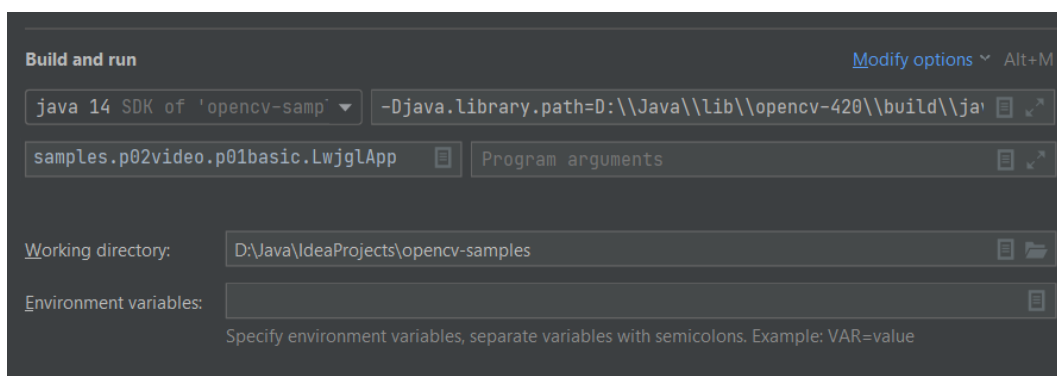 Build and run
Modify options Alt+M
java 14 SDK of 'opencv-samp -Djava.library.path=D:\\Java\\lib\\opencv-420\\build\\ja
samples.p02video.p01basic.LwjglApp Program arguments
Working directory: D:\Java\IdeaProjects\opencv-samples
Environment variables:
Specify environment variables, separate variables with semicolons. Example: VAR=value